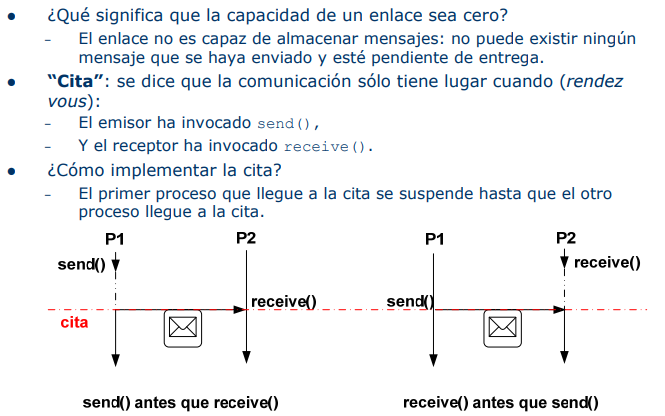 ● ¿Qué significa que la capacidad de un enlace sea cero?
– El enlace no es capaz de almacenar mensajes: no puede existir ningún
mensaje que se haya enviado y esté pendiente de entrega.
● “Cita”: se dice que la comunicación sólo tiene lugar cuando (rendez
vous):
– El emisor ha invocado send(),
– Y el receptor ha invocado receive().
● ¿Cómo implementar la cita?
– El primer proceso que llegue a la cita se suspende hasta que el otro
proceso llegue a la cita.
P1 P2 P1 P2
send() receive()
receive() send()
cita
send() antes que receive() receive() antes que send()